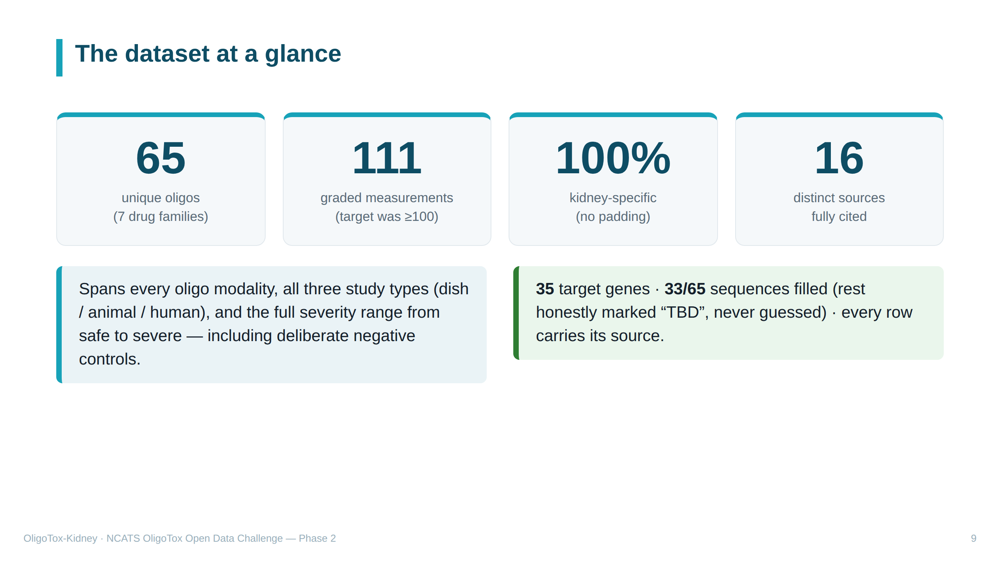 The dataset at a glance
65
unique oligos
(7 drug families)
111
graded measurements
(target was ≥100)
100%
kidney-specific
(no padding)
16
distinct sources
fully cited
Spans every oligo modality, all three study types (dish
/ animal / human), and the full severity range from
safe to severe — including deliberate negative
controls.
35 target genes · 33/65 sequences filled (rest
honestly marked “TBD”, never guessed) · every row
carries its source.
OligoTox-Kidney · NCATS OligoTox Open Data Challenge — Phase 2
9